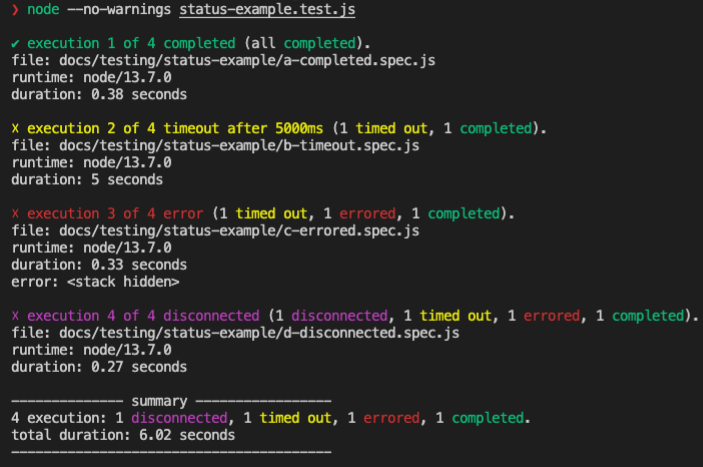 ❯ node --no-warnings status-example.test.js
✔ execution 1 of 4 completed (all completed).
file: docs/testing/status-example/a-completed.spec.js
runtime: node/13.7.0
duration: 0.38 seconds
☓ execution 2 of 4 timeout after 5000ms (1 timed out, 1 completed).
file: docs/testing/status-example/b-timeout.spec.js
runtime: node/13.7.0
duration: 5 seconds
☓ execution 3 of 4 error (1 timed out, 1 errored, 1 completed).
file: docs/testing/status-example/c-errored.spec.js
runtime: node/13.7.0
duration: 0.33 seconds
error: <stack hidden>
☓ execution 4 of 4 disconnected (1 disconnected, 1 timed out, 1 errored, 1 completed).
file: docs/testing/status-example/d-disconnected.spec.js
runtime: node/13.7.0
duration: 0.27 seconds
-------------- summary -----------------
4 execution: 1 disconnected, 1 timed out, 1 errored, 1 completed.
total duration: 6.02 seconds
----------------------------------------